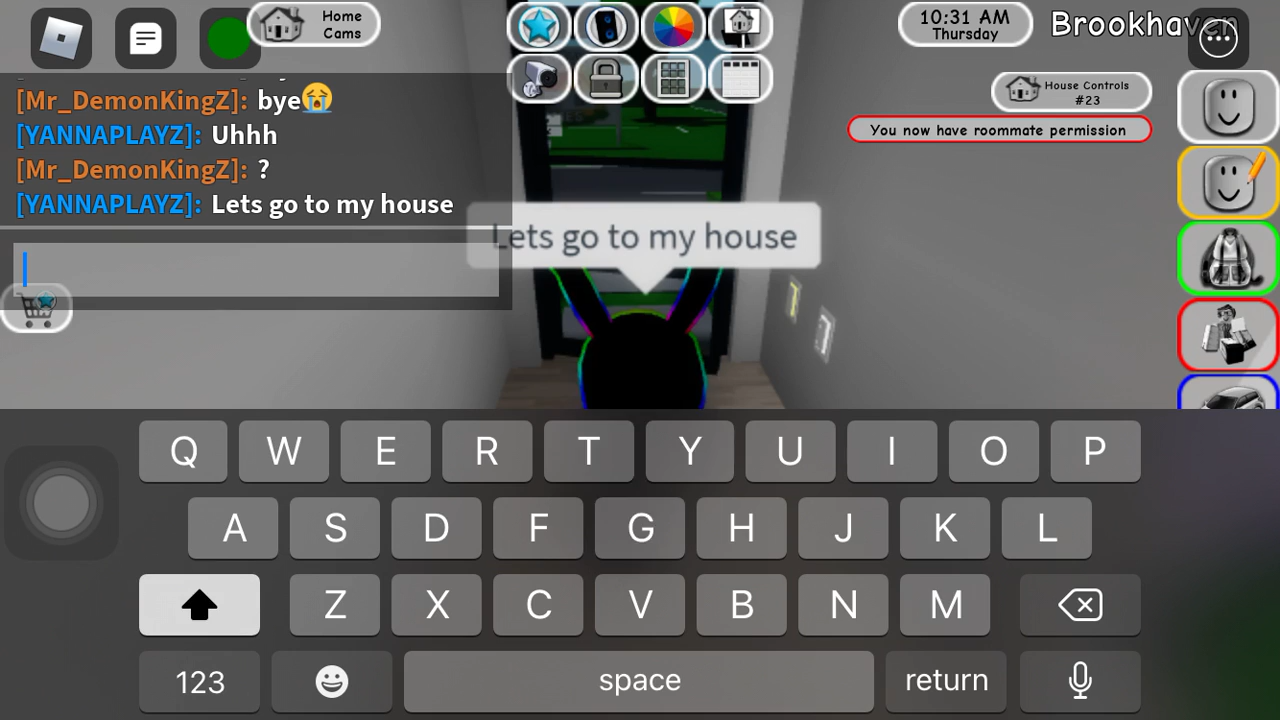 Home
Cams
10:31 AM
Thursday
Brookhaven
House Controls
#23
You now have roommate permission
[Mr_DemonKingZ]: bye😭
[YANNAPLAYZ]: Uhhh
[Mr_DemonKingZ]: ?
[YANNAPLAYZ]: Lets go to my house
Lets go to my house
Q W E R T Y U I O P
A S D F G H J K L
Z X C V B N M
123 space return